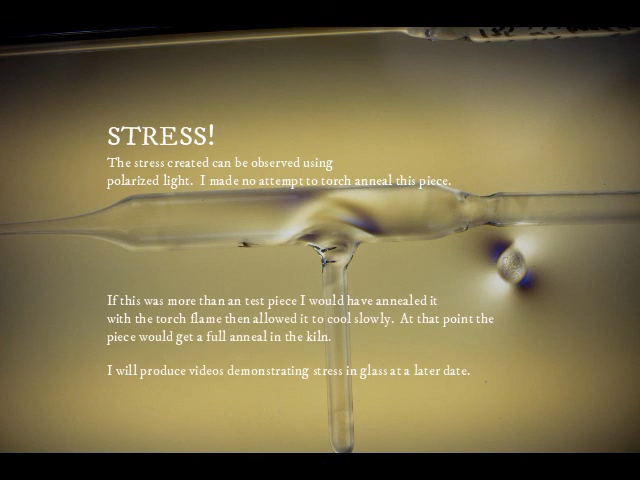 STRESS!
The stress created can be observed using
polarized light. I made no attempt to torch anneal this piece.
If this was more than an test piece I would have annealed it
with the torch flame then allowed it to cool slowly. At that point the
piece would get a full anneal in the kiln.
I will produce videos demonstrating stress in glass at a later date.